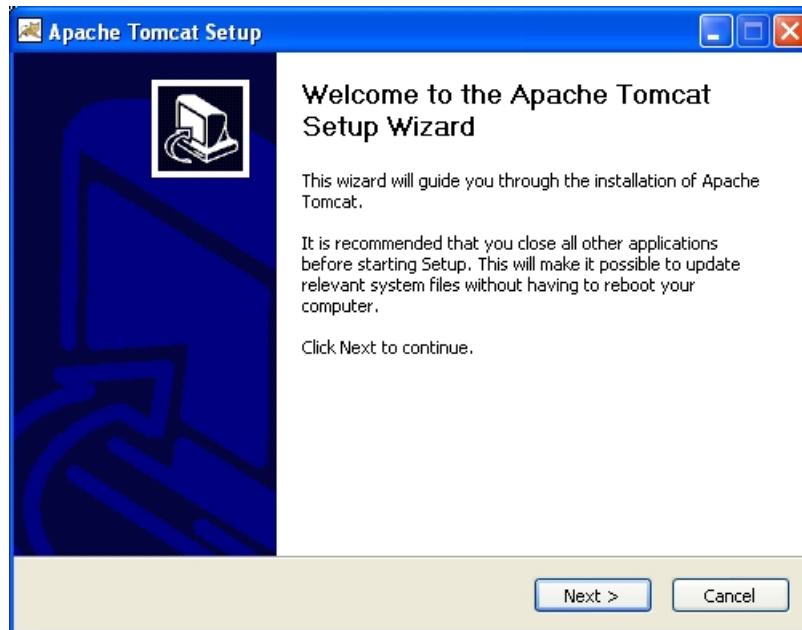 Apache Tomcat Setup
Welcome to the Apache Tomcat
Setup Wizard
This wizard will guide you through the installation of Apache
Tomcat.
It is recommended that you close all other applications
before starting Setup. This will make it possible to update
relevant system files without having to reboot your
computer.
Click Next to continue.
Next >
Cancel